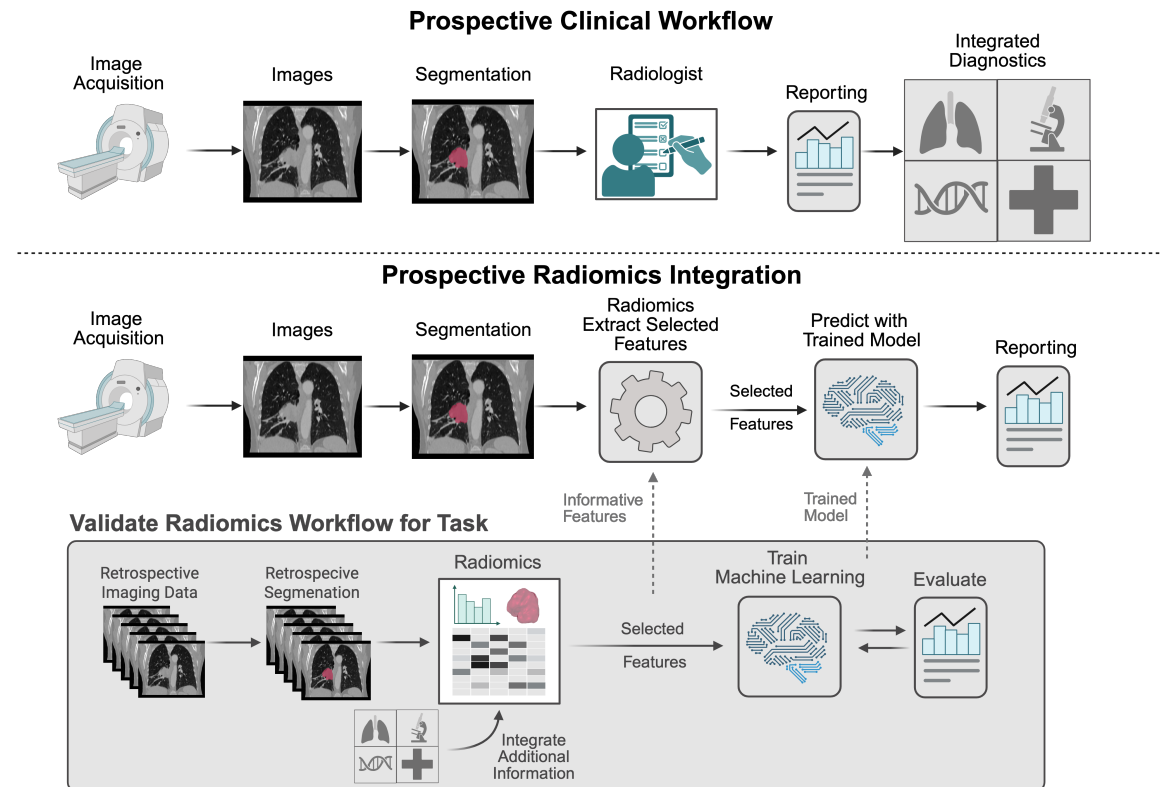 Prospective Clinical Workflow
Image
Acquisition
Images
Segmentation
Radiologist
Reporting
Integrated
Diagnostics
Prospective Radiomics Integration
Image
Acquisition
Images
Segmentation
Radiomics
Extract Selected
Features
Selected
Features
Predict with
Trained Model
Reporting
Informative
Features
Trained
Model
Validate Radiomics Workflow for Task
Retrospective
Imaging Data
Retrospecive
Segmenation
Radiomics
Selected
Features
Train
Machine Learning
Evaluate
Integrate
Additional
Information